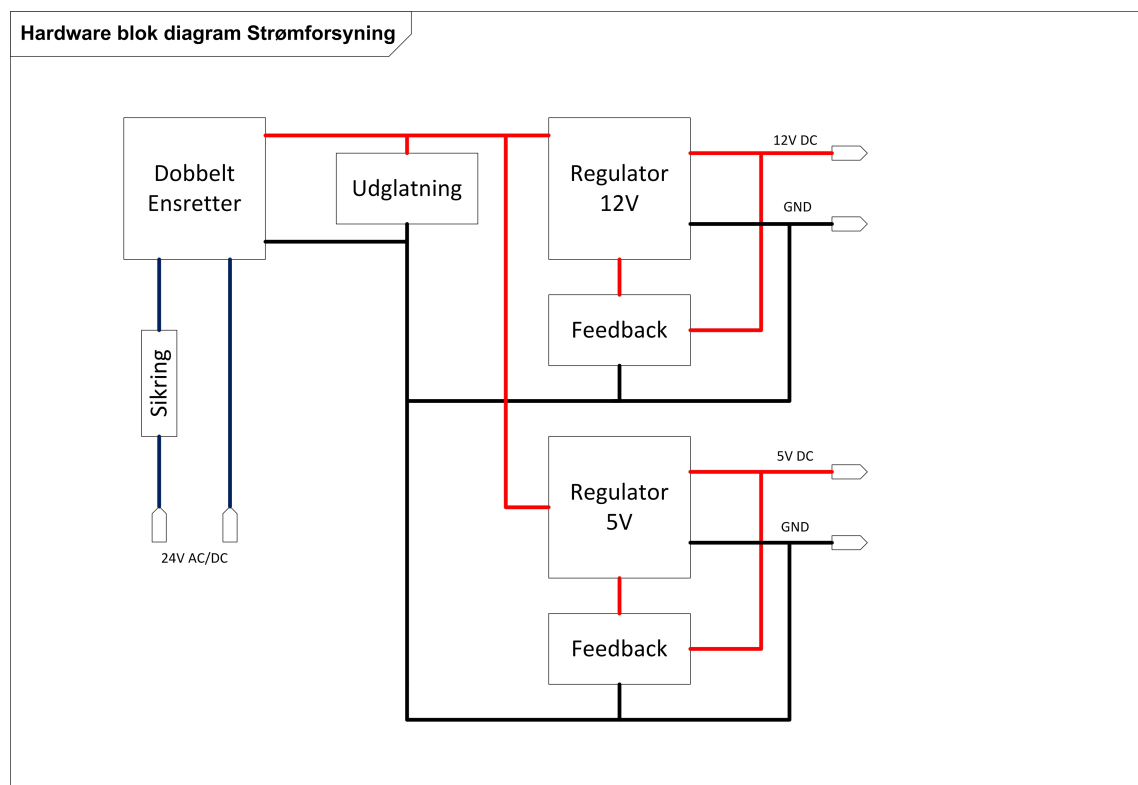 Hardware blok diagram Strømforsyning
Dobbelt
Ensretter
Udglatning
Regulator
12V
12V DC
GND
Feedback
Sikring
24V AC/DC
Regulator
5V
5V DC
GND
Feedback